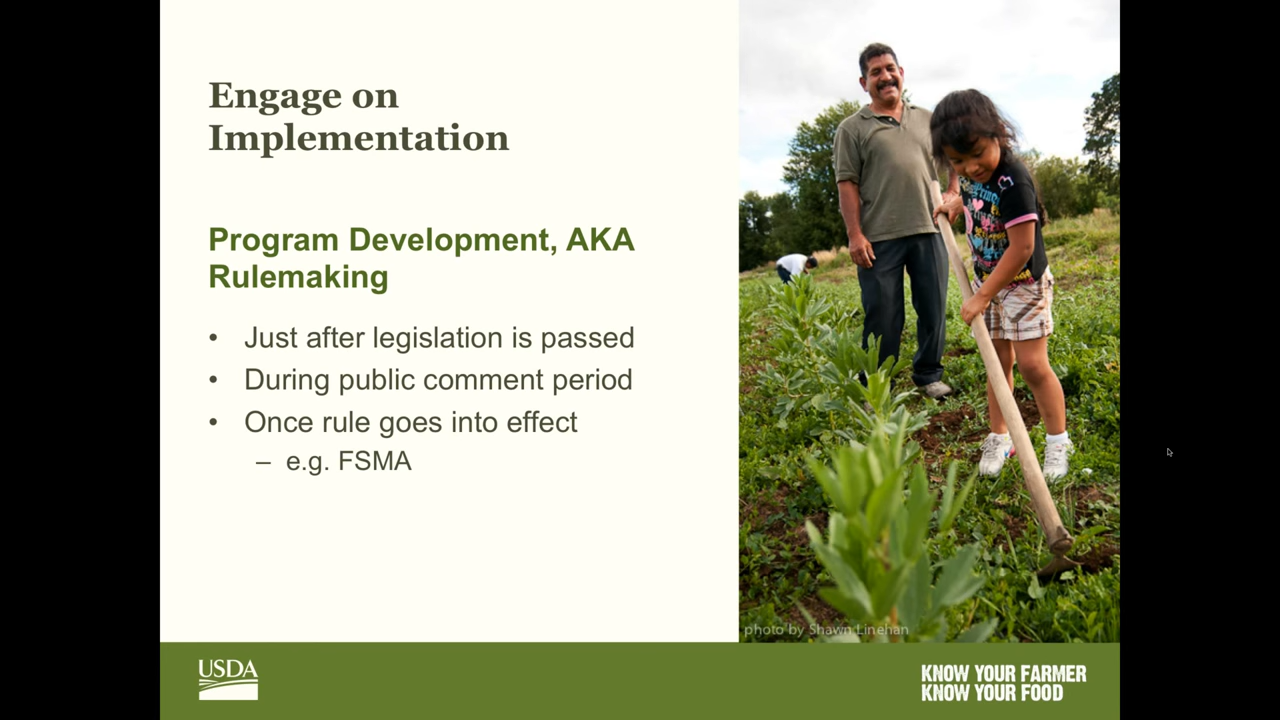 Engage on
Implementation
Program Development, AKA
Rulemaking
• Just after legislation is passed
• During public comment period
• Once rule goes into effect
– e.g. FSMA
photo by Shawn Linehan
USDA
KNOW YOUR FARMER
KNOW YOUR FOOD